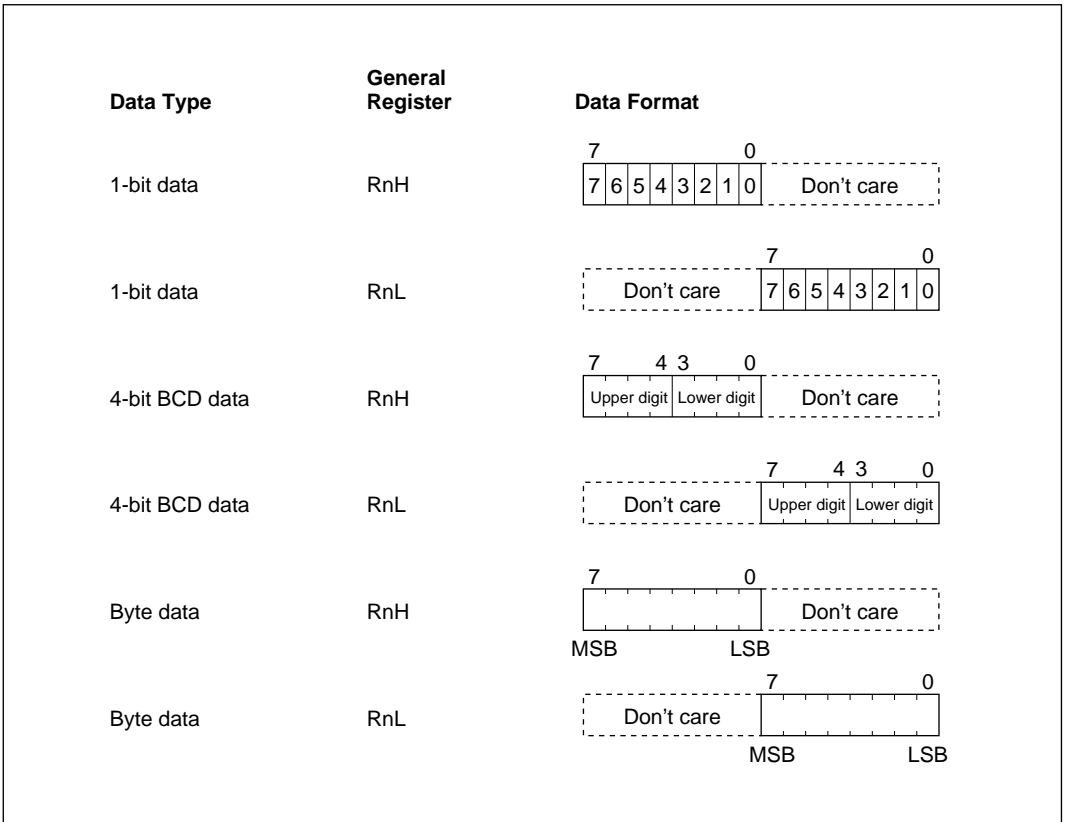 General
Data Type Register Data Format
7 0
1-bit data RnH 7 6 5 4 3 2 1 0 Don't care
7 0
1-bit data RnL Don't care 7 6 5 4 3 2 1 0
7 4 3 0
4-bit BCD data RnH Upper digit Lower digit Don't care
7 4 3 0
4-bit BCD data RnL Don't care Upper digit Lower digit
7 0
Byte data RnH Don't care
MSB LSB
7 0
Byte data RnL Don't care
MSB LSB